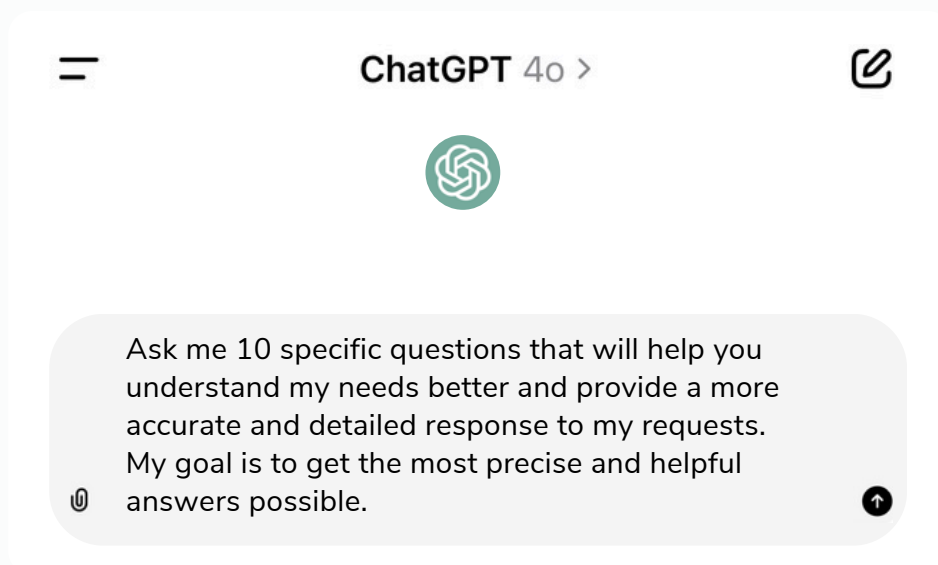 ChatGPT 4o >
Ask me 10 specific questions that will help you
understand my needs better and provide a more
accurate and detailed response to my requests.
My goal is to get the most precise and helpful
answers possible.